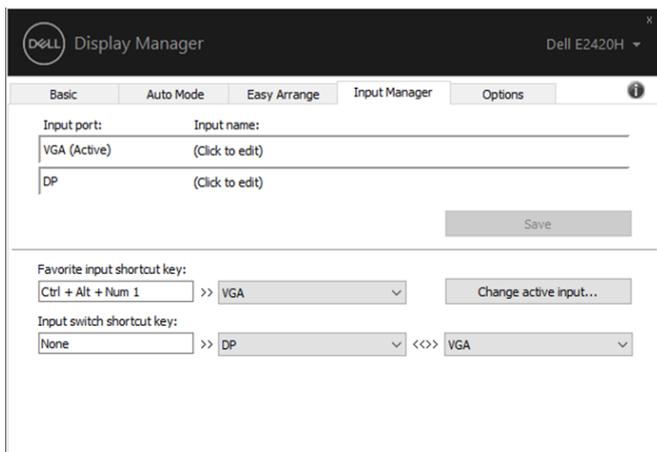 x
DELL Display Manager Dell E2420H
Basic Auto Mode Easy Arrange Input Manager Options i
Input port: Input name:
VGA (Active) (Click to edit)
DP (Click to edit)
Save
Favorite input shortcut key:
Ctrl + Alt + Num 1 >> VGA Change active input...
Input switch shortcut key:
None >> DP <<>> VGA